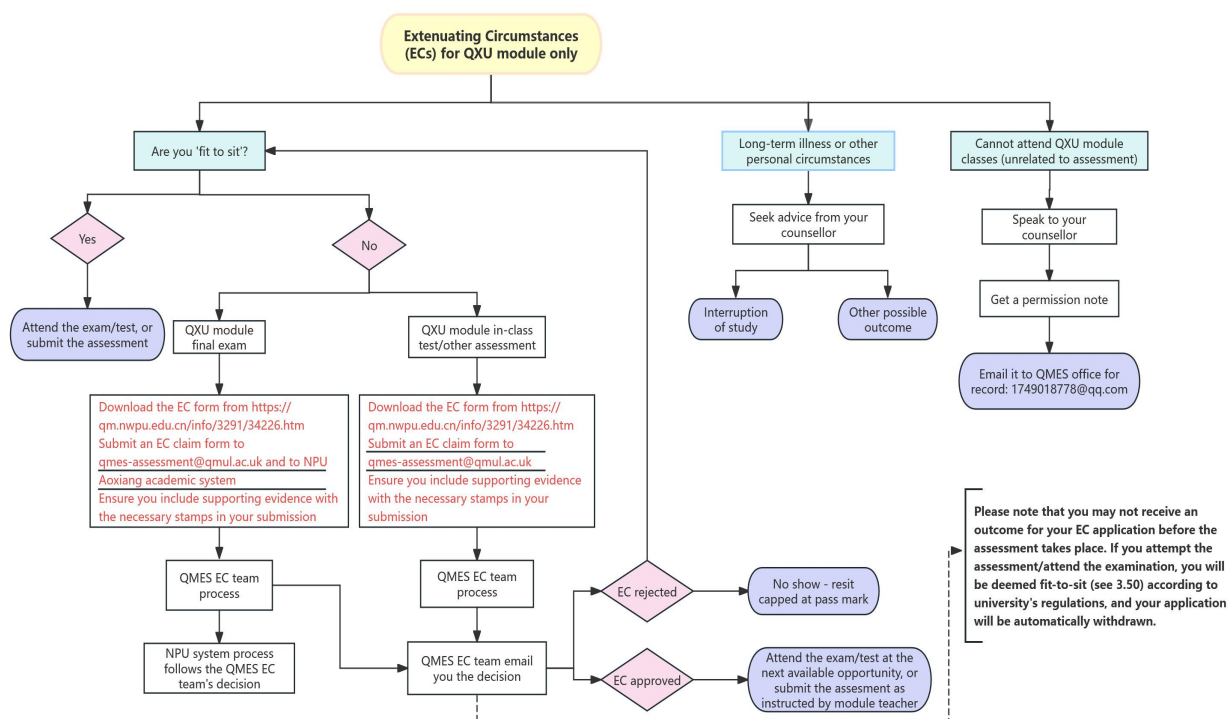 Extenuating Circumstances
(ECs) for QXU module only
Are you 'fit to sit'?
Long-term illness or other
personal circumstances
Cannot attend QXU module
classes (unrelated to assessment)
Yes
No
Seek advice from your
counsellor
Speak to your
counsellor
Attend the exam/test, or
submit the assessment
QXU module
final exam
QXU module in-class
test/other assessment
Interruption
of study
Other possible
outcome
Get a permission note
Email it to QMES office for
record: 1749018778@qq.com
Download the EC form from https://
qm.nwpu.edu.cn/info/3291/34226.htm
Submit an EC claim form to
qmes-assessment@qmul.ac.uk and to NPU
Aoxiang academic system
Ensure you include supporting evidence with
the necessary stamps in your submission
Download the EC form from https://
qm.nwpu.edu.cn/info/3291/34226.htm
Submit an EC claim form to
qmes-assessment@qmul.ac.uk
Ensure you include supporting evidence
with the necessary stamps in your
submission
Please note that you may not receive an
outcome for your EC application before the
assessment takes place. If you attempt the
assessment/attend the examination, you will
be deemed fit-to-sit (see 3.50) according to
university's regulations, and your application
will be automatically withdrawn.
QMES EC team
process
QMES EC team
process
EC rejected
No show - resit
capped at pass mark
NPU system process
follows the QMES EC
team's decision
QMES EC team email
you the decision
EC approved
Attend the exam/test at the
next available opportunity, or
submit the assesment as
instructed by module teacher